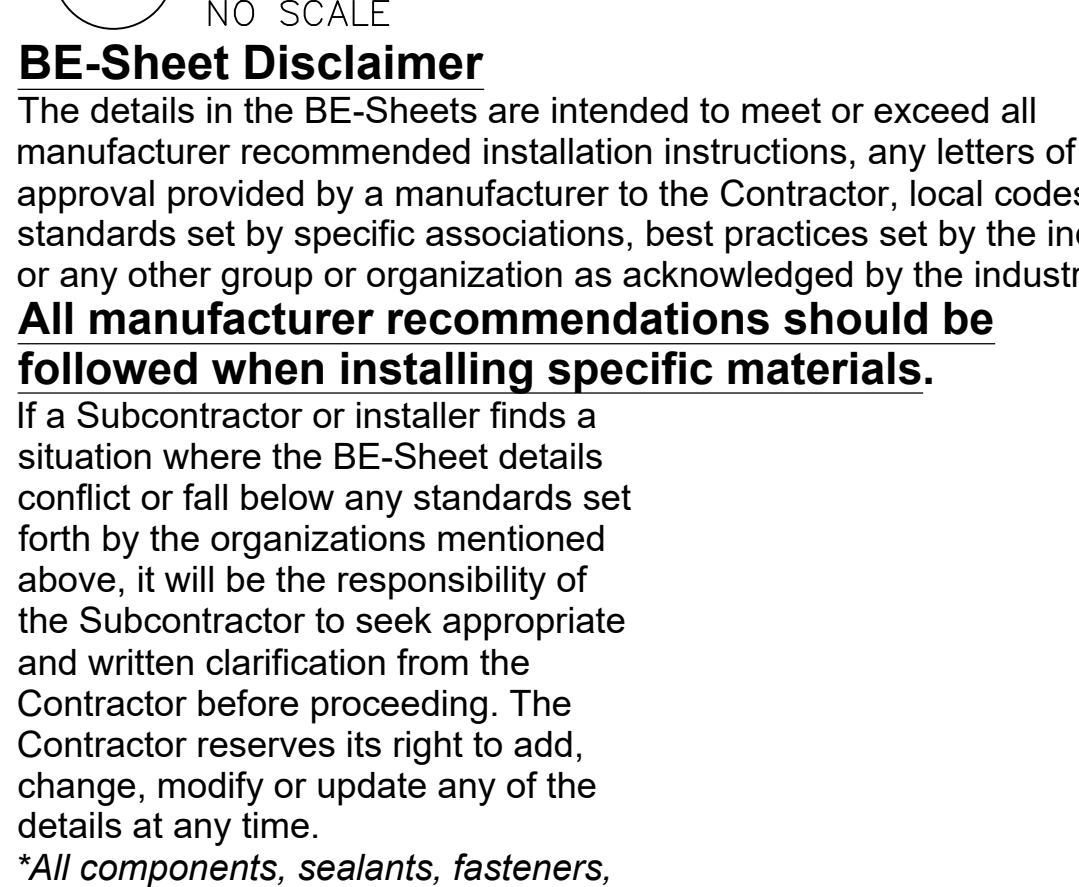 NO SCALE
BE-Sheet Disclaimer
The details in the BE-Sheets are intended to meet or exceed all
manufacturer recommended installation instructions, any letters of
approval provided by a manufacturer to the Contractor, local codes
standards set by specific associations, best practices set by the
or any other group or organization as acknowledged by the
All manufacturer recommendations should be
followed when installing specific materials.
If a Subcontractor or installer finds a
situation where the BE-Sheet details
conflict or fall below any standards set
forth by the organizations mentioned
above, it will be the responsibility of
the Subcontractor to seek appropriate
and written clarification from the
Contractor before proceeding. The
Contractor reserves its right to add,
change, modify or update any of the
details at any time.
*All components, sealants, fasteners,